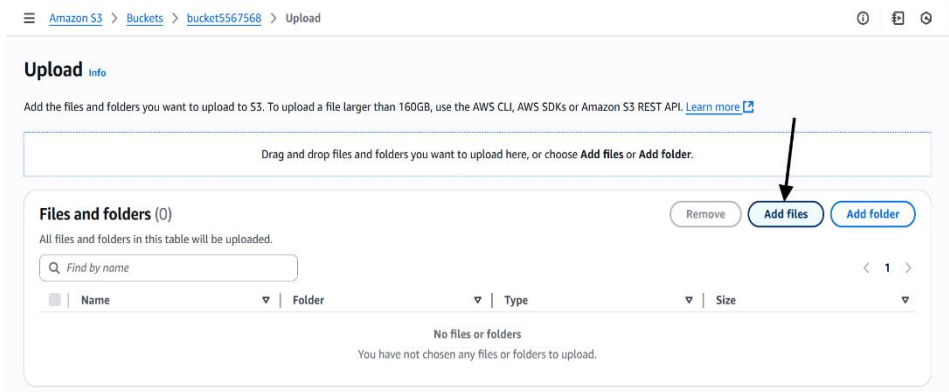 Amazon S3 > Buckets > bucket5567568 > Upload
Upload Info
Add the files and folders you want to upload to S3. To upload a file larger than 160GB, use the AWS CLI, AWS SDKs or Amazon S3 REST API. Learn more
Drag and drop files and folders you want to upload here, or choose Add files or Add folder.
Files and folders (0)
Remove
Add files
Add folder
All files and folders in this table will be uploaded.
Find by name
< 1 >
Name
Folder
Type
Size
No files or folders
You have not chosen any files or folders to upload.